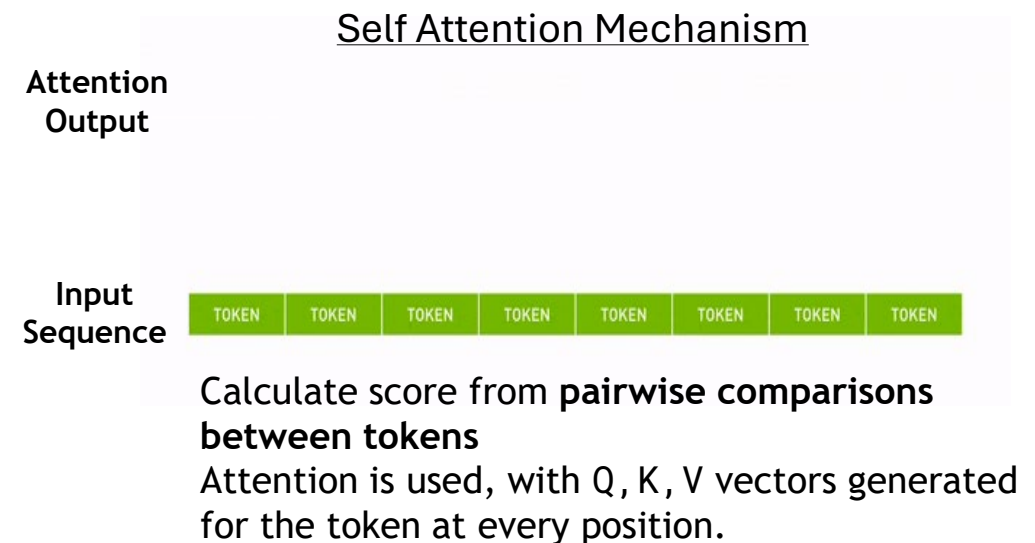 Self Attention Mechanism
Attention
Output
Input
Sequence
TOKEN TOKEN TOKEN TOKEN TOKEN TOKEN TOKEN TOKEN
Calculate score from pairwise comparisons
between tokens
Attention is used, with Q, K, V vectors generated
for the token at every position.